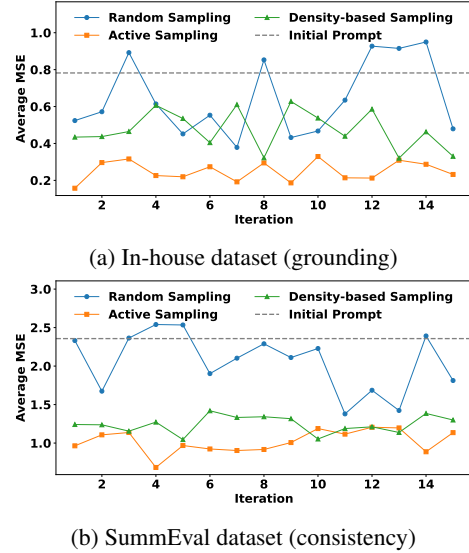 Random Sampling
Active Sampling
Density-based Sampling
Initial Prompt
Average MSE
1.0
0.8
0.6
0.4
0.2
2 4 6 8 10 12 14
Iteration
(a) In-house dataset (grounding)
Random Sampling
Active Sampling
Density-based Sampling
Initial Prompt
Average MSE
3.0
2.5
2.0
1.5
1.0
2 4 6 8 10 12 14
Iteration
(b) SummEval dataset (consistency)